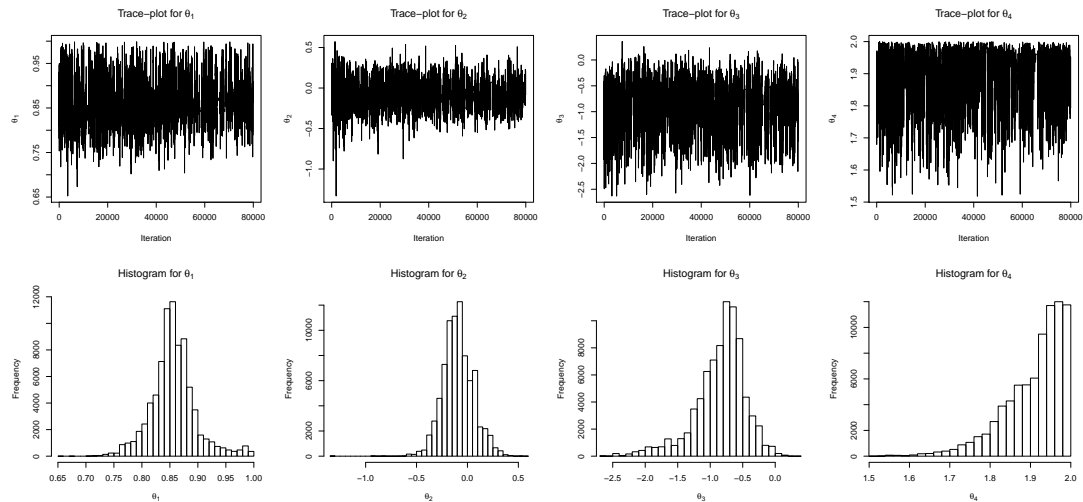 Trace−plot for θ1
Trace−plot for θ2
Trace−plot for θ3
Trace−plot for θ4
θ1
0.65 0.75 0.85 0.95
0 20000 40000 60000 80000
Iteration
θ2
−1.0 −0.5 0.0 0.5
0 20000 40000 60000 80000
Iteration
θ3
−2.5 −2.0 −1.5 −1.0 −0.5 0.0
0 20000 40000 60000 80000
Iteration
θ4
1.5 1.6 1.7 1.8 1.9 2.0
0 20000 40000 60000 80000
Iteration
Histogram for θ1
Histogram for θ2
Histogram for θ3
Histogram for θ4
Frequency
0 2000 4000 6000 8000 12000
0.65 0.70 0.75 0.80 0.85 0.90 0.95 1.00
θ1
Frequency
0 2000 6000 10000
−1.0 −0.5 0.0 0.5
θ2
Frequency
0 2000 4000 6000 8000
−2.5 −2.0 −1.5 −1.0 −0.5 0.0
θ3
Frequency
0 2000 6000 10000
1.5 1.6 1.7 1.8 1.9 2.0
θ4